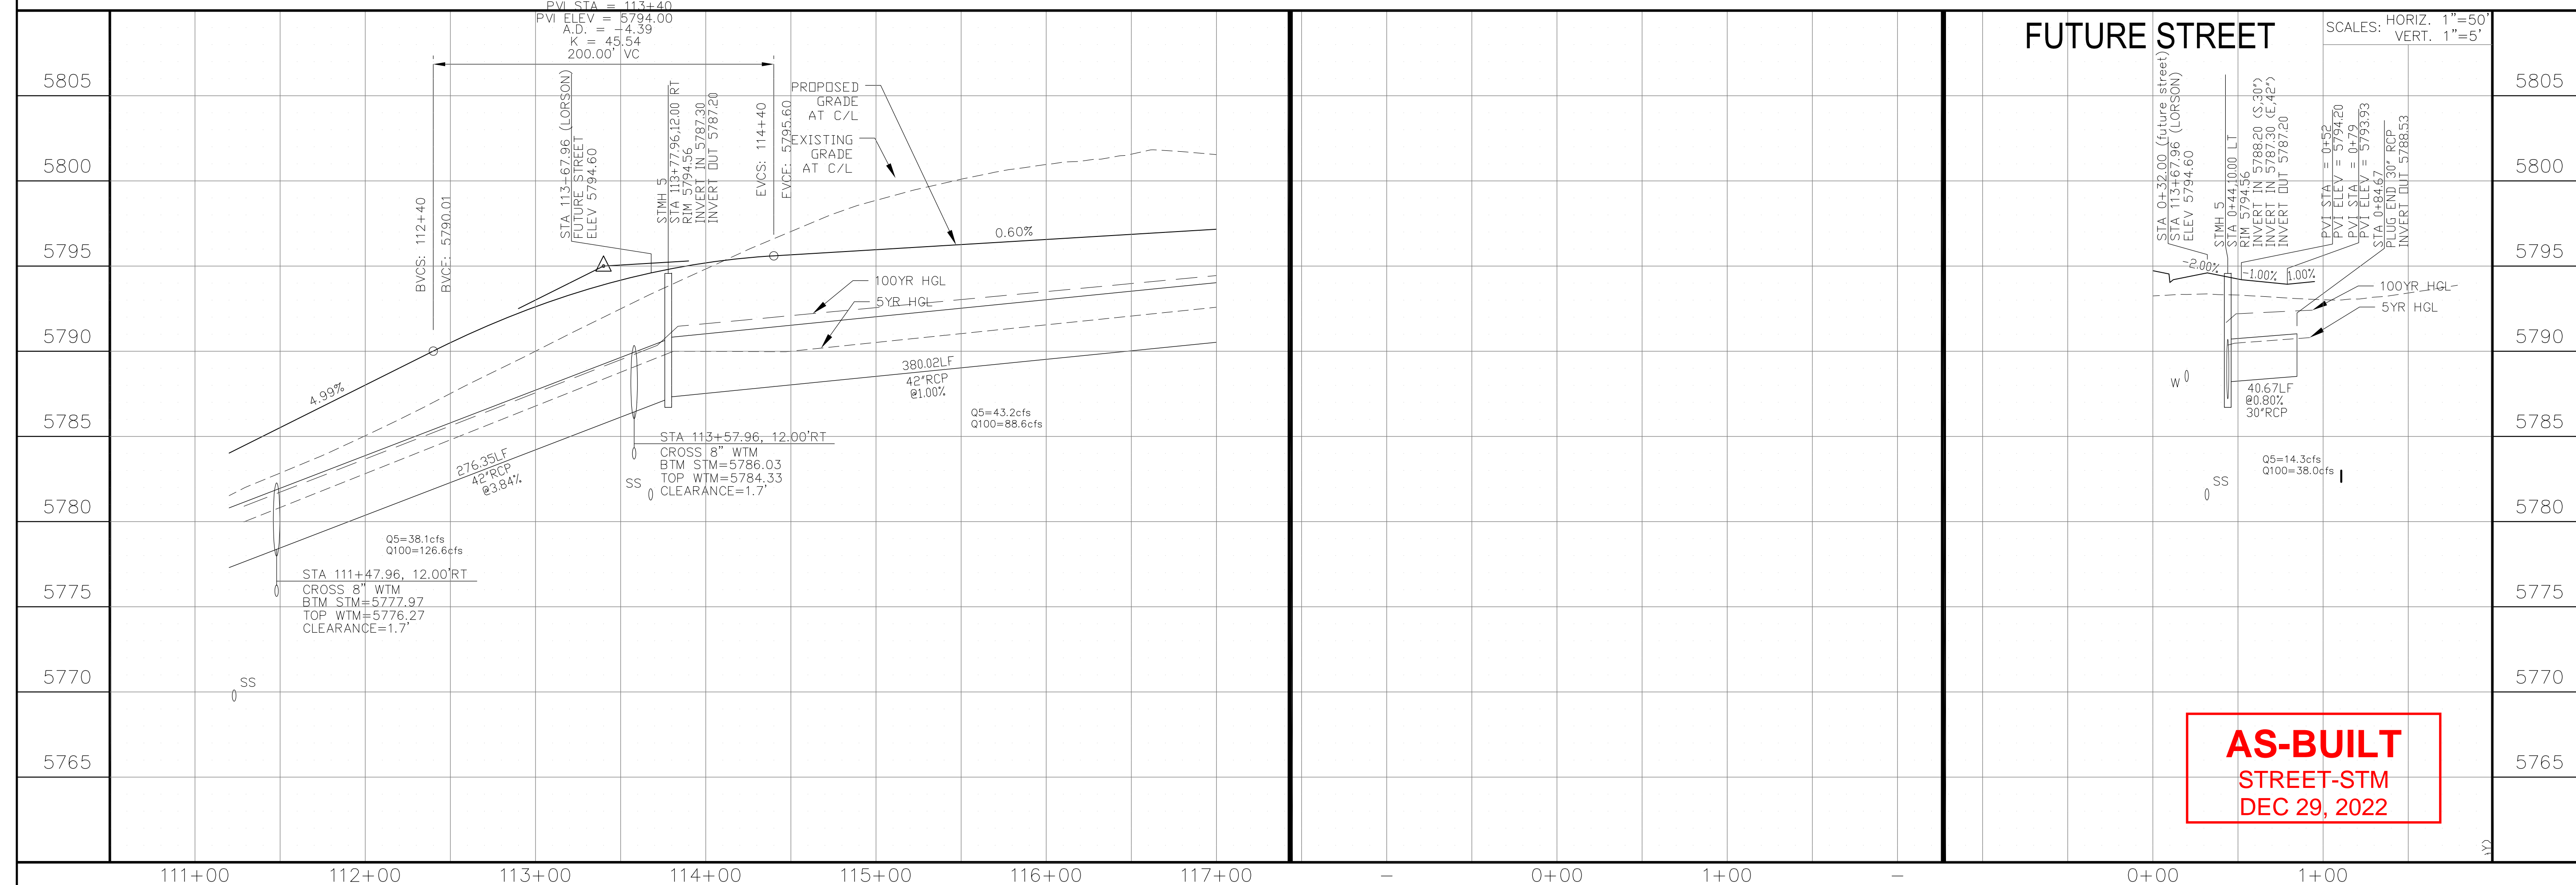 PVI STA = 113+40
PVI ELEV = 5794.00
A.D. = -4.39
K = 45.54
200.00' VC
BVCS: 112+40
BVCE: 5790.01
STA 113+67.96 (LORSON)
FUTURE STREET
ELEV 5794.60
STMH 5
STA 113+77.96,12.00 RT
RIM 5794.56
INVERT IN 5787.30
INVERT OUT 5787.20
EVCS: 114+40
EVCE: 5795.60
PROPOSED
GRADE
AT C/L
EXISTING
GRADE
AT C/L
0.60%
4.99%
100YR HGL
5YR HGL
380.02LF
42"RCP
@1.00%
Q5=43.2cfs
Q100=88.6cfs
276.35LF
42"RCP
@3.84%
STA 113+57.96, 12.00'RT
CROSS 8" WTM
BTM STM=5786.03
TOP WTM=5784.33
CLEARANCE=1.7'
SS
Q5=38.1cfs
Q100=126.6cfs
STA 111+47.96, 12.00'RT
CROSS 8" WTM
BTM STM=5777.97
TOP WTM=5776.27
CLEARANCE=1.7'
SS
5805
5800
5795
5790
5785
5780
5775
5770
5765
111+00
112+00
113+00
114+00
115+00
116+00
117+00
-
0+00
1+00
-
FUTURE STREET
SCALES:
HORIZ. 1"=50'
VERT. 1"=5'
STA 0+32.00 (future street)
STA 113+67.96 (LORSON)
ELEV 5794.60
STMH 5
STA 0+44,10.00 LT
RIM 5794.56
INVERT IN 5788.20 (S,30")
INVERT IN 5787.30 (E,42")
INVERT OUT 5787.20
PVI STA = 0+52
PVI ELEV = 5794.20
PVI STA = 0+79
PVI ELEV = 5793.93
STA 0+84.67
PLUG END 30" RCP
INVERT OUT 5788.53
-2.00%
-1.00%
1.00%
100YR HGL
5YR HGL
W
40.67LF
@0.80%
30"RCP
Q5=14.3cfs
Q100=38.0cfs
SS
5805
5800
5795
5790
5785
5780
5775
5770
5765
AS-BUILT
STREET-STM
DEC 29, 2022
0+00
1+00